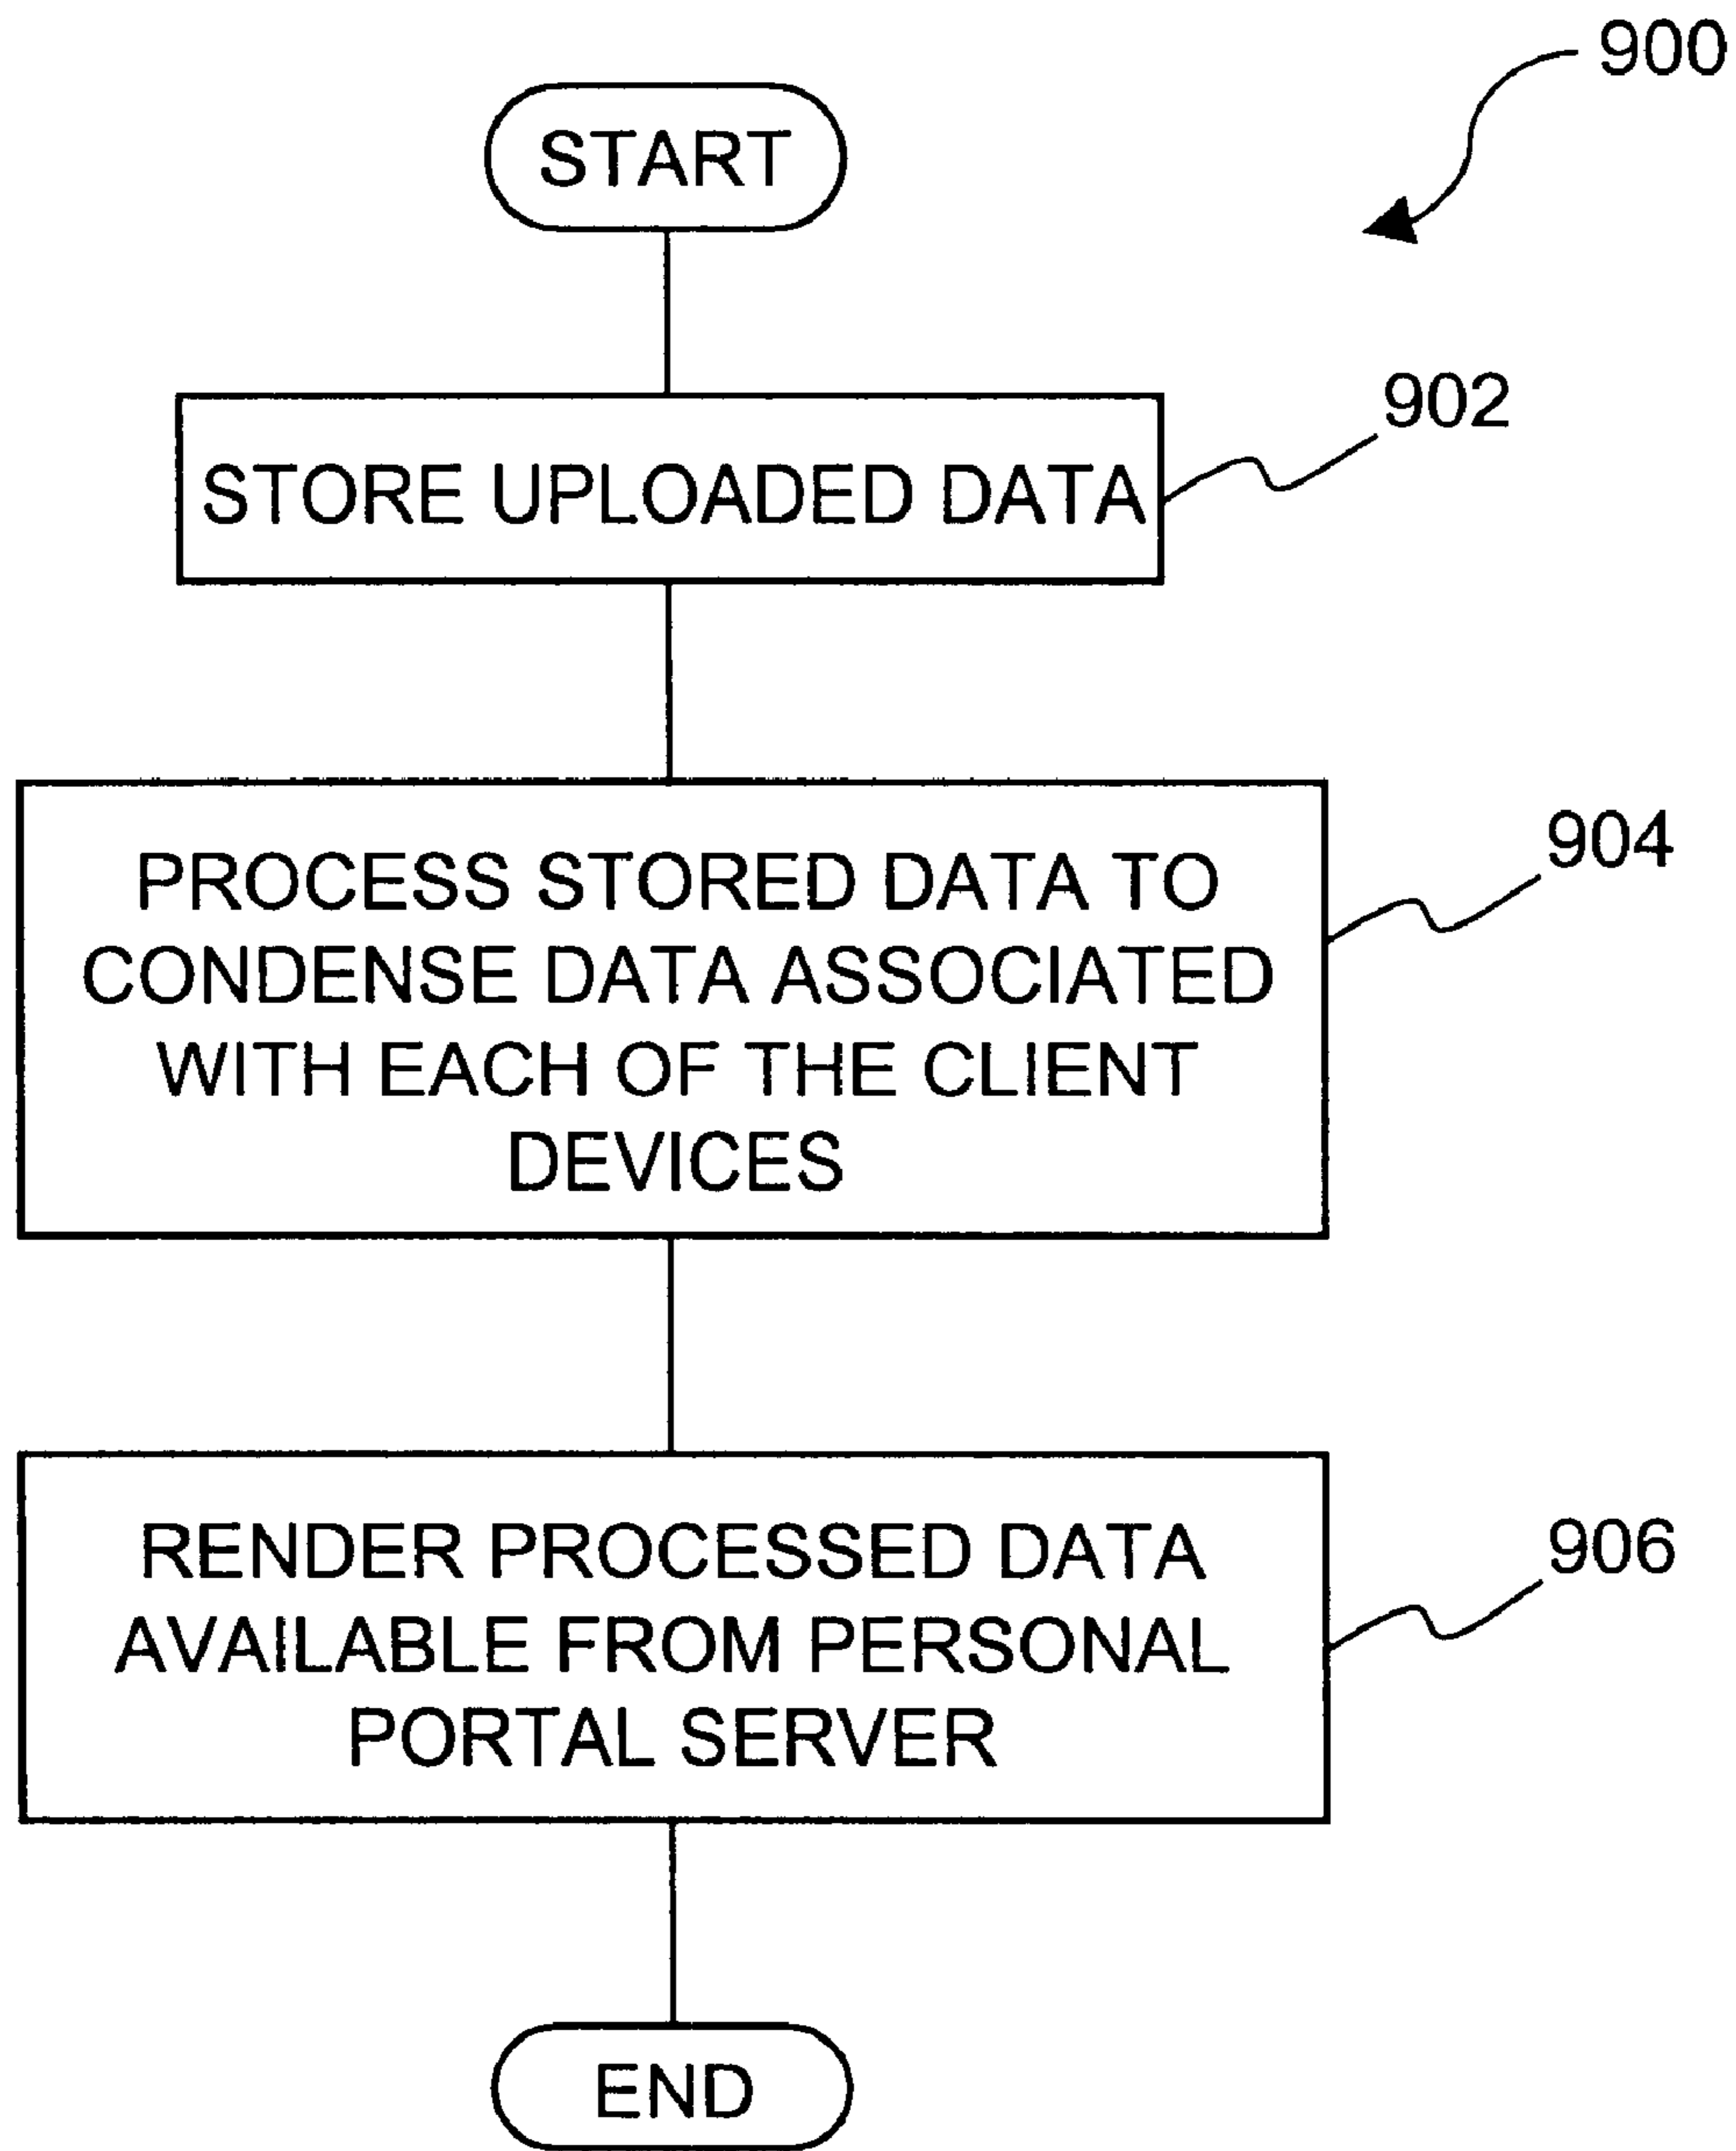 900
START
902
STORE UPLOADED DATA
904
PROCESS STORED DATA TO
CONDENSE DATA ASSOCIATED
WITH EACH OF THE CLIENT
DEVICES
906
RENDER PROCESSED DATA
AVAILABLE FROM PERSONAL
PORTAL SERVER
END